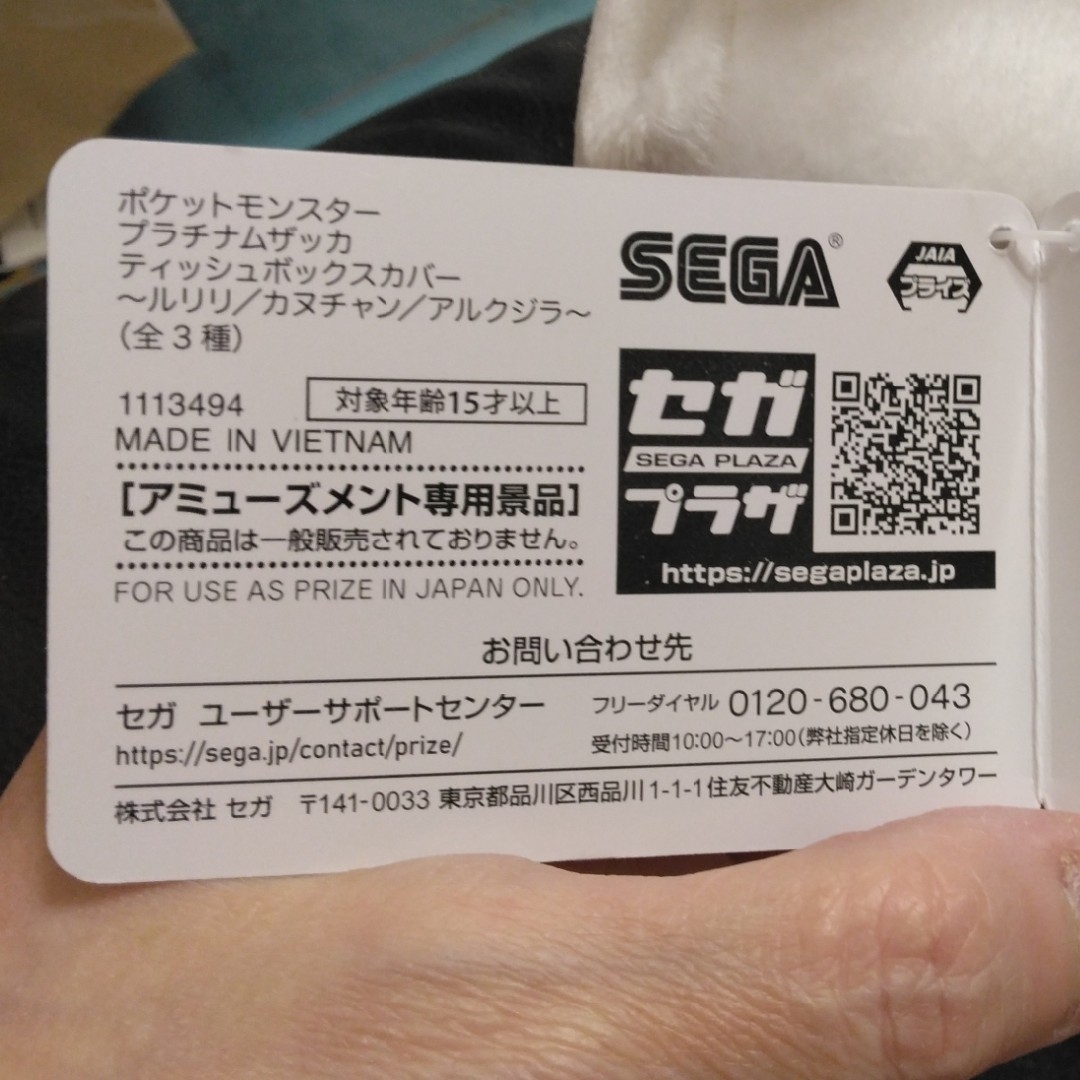 ポケットモンスター
プラチナムザッカ
ティッシュボックスカバー
～ルリリ／カヌチャン／アルクジラ～
(全3種)
1113494
対象年齢15才以上
MADE IN VIETNAM
[アミューズメント専用景品]
この商品は一般販売されておりません。
FOR USE AS PRIZE IN JAPAN ONLY.
SEGA®
JAIA
プライズ
セガ
SEGA PLAZA
プラザ
https://segaplaza.jp
お問い合わせ先
セガ ユーザーサポートセンター
https://sega.jp/contact/prize/
フリーダイヤル 0120-680-043
受付時間10:00～17:00(弊社指定休日を除く)
株式会社 セガ 〒141-0033 東京都品川区西品川1-1-1住友不動産大崎ガーデンタワー